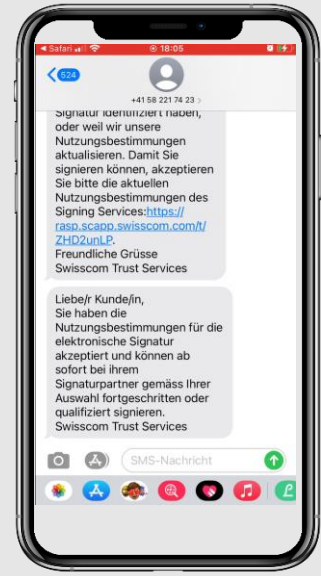 Safari
18:05
524
+41 58 221 74 23 >
Signatur identifiziert haben,
oder weil wir unsere
Nutzungsbestimmungen
aktualisieren. Damit Sie
signieren können, akzeptieren
Sie bitte die aktuellen
Nutzungsbestimmungen des
Signing Services:https://
rasp.scapp.swisscom.com/t/
ZHD2unLP.
Freundliche Grüsse
Swisscom Trust Services
Liebe/r Kunde/in,
Sie haben die
Nutzungsbestimmungen für die
elektronische Signatur
akzeptiert und können ab
sofort bei ihrem
Signaturpartner gemäss Ihrer
Auswahl fortgeschritten oder
qualifiziert signieren.
Swisscom Trust Services
SMS-Nachricht